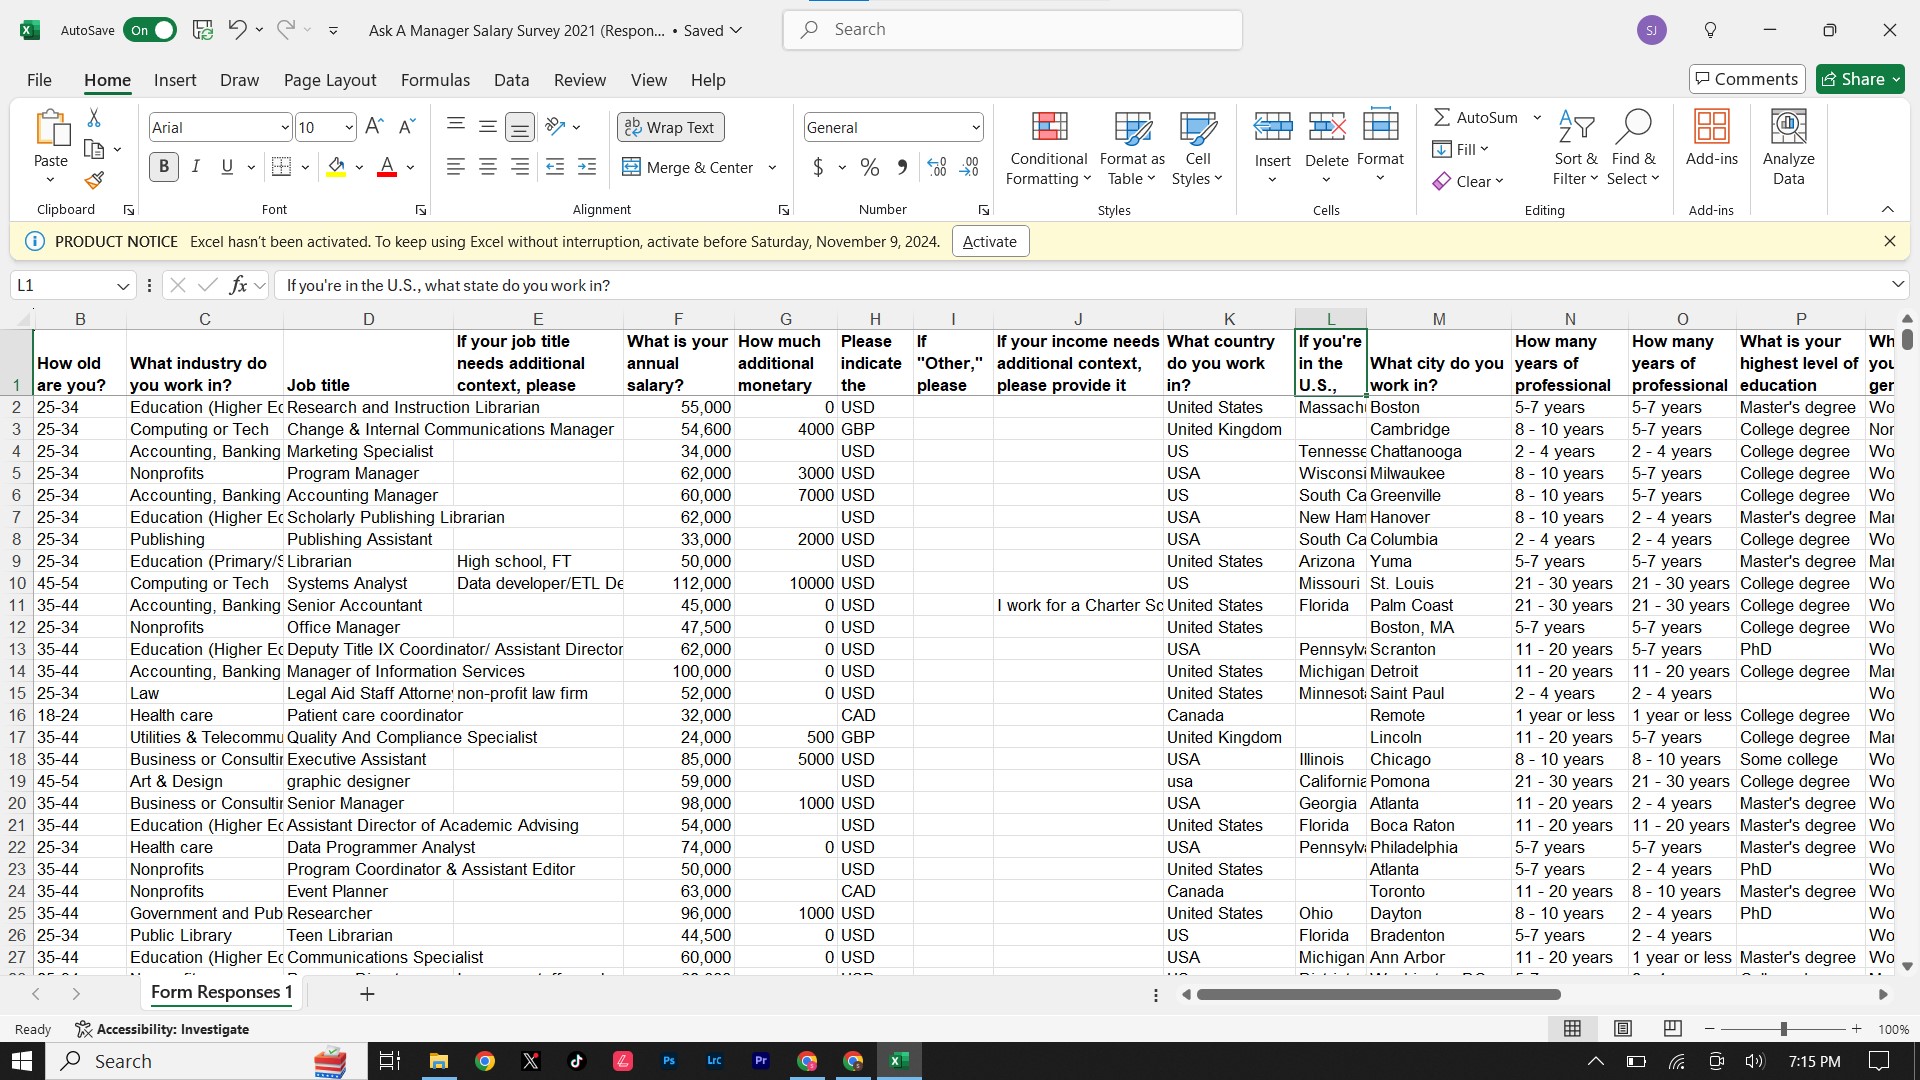 AutoSave On Ask A Manager Salary Survey 2021 (Respon... • Saved Search SJ
File Home Insert Draw Page Layout Formulas Data Review View Help Comments Share
Paste Arial 10 Wrap Text General Conditional Formatting Format as Table Cell Styles Insert Delete Format AutoSum Fill Clear Sort & Filter Find & Select Add-ins Analyze Data
B I U Merge & Center $ %
Clipboard Font Alignment Number Styles Cells Editing Add-ins
PRODUCT NOTICE Excel hasn't been activated. To keep using Excel without interruption, activate before Saturday, November 9, 2024. Activate
L1 fx If you're in the U.S., what state do you work in?
B C D E F G H I J K L M N O P
If your job title What is your How much Please If If your income needs What country If you're How many How many What is your Wh
How old What industry do needs additional annual additional indicate "Other," additional context, do you work in the What city do you years of years of highest level of you
1 are you? you work in? Job title context, please salary? monetary the please please provide it in? U.S., work in? professional professional education ger
2 25-34 Education (Higher Ec Research and Instruction Librarian 55,000 0 USD United States Massach Boston 5-7 years 5-7 years Master's degree Wo
3 25-34 Computing or Tech Change & Internal Communications Manager 54,600 4000 GBP United Kingdom Cambridge 8 - 10 years 5-7 years College degree Nor
4 25-34 Accounting, Banking Marketing Specialist 34,000 USD US Tennesse Chattanooga 2 - 4 years 2 - 4 years College degree Wo
5 25-34 Nonprofits Program Manager 62,000 3000 USD USA Wisconsi Milwaukee 8 - 10 years 5-7 years College degree Wo
6 25-34 Accounting, Banking Accounting Manager 60,000 7000 USD US South Ca Greenville 8 - 10 years 5-7 years College degree Wo
7 25-34 Education (Higher Ec Scholarly Publishing Librarian 62,000 USD USA New Ham Hanover 8 - 10 years 2 - 4 years Master's degree Mar
8 25-34 Publishing Publishing Assistant 33,000 2000 USD USA South Ca Columbia 2 - 4 years 2 - 4 years College degree Wo
9 25-34 Education (Primary/S Librarian High school, FT 50,000 USD United States Arizona Yuma 5-7 years 5-7 years Master's degree Mar
10 45-54 Computing or Tech Systems Analyst Data developer/ETL De 112,000 10000 USD US Missouri St. Louis 21 - 30 years 21 - 30 years College degree Wo
11 35-44 Accounting, Banking Senior Accountant 45,000 0 USD I work for a Charter Sc United States Florida Palm Coast 21 - 30 years 21 - 30 years College degree Wo
12 25-34 Nonprofits Office Manager 47,500 0 USD United States Boston, MA 5-7 years 5-7 years College degree Wo
13 35-44 Education (Higher Ec Deputy Title IX Coordinator/ Assistant Director 62,000 0 USD USA Pennsylva Scranton 11 - 20 years 5-7 years PhD Wo
14 35-44 Accounting, Banking Manager of Information Services 100,000 0 USD United States Michigan Detroit 11 - 20 years 11 - 20 years College degree Mar
15 25-34 Law Legal Aid Staff Attorney non-profit law firm 52,000 0 USD United States Minnesota Saint Paul 2 - 4 years 2 - 4 years Wo
16 18-24 Health care Patient care coordinator 32,000 CAD Canada Remote 1 year or less 1 year or less College degree Wo
17 35-44 Utilities & Telecommu Quality And Compliance Specialist 24,000 500 GBP United Kingdom Lincoln 11 - 20 years 5-7 years College degree Mar
18 35-44 Business or Consultin Executive Assistant 85,000 5000 USD USA Illinois Chicago 8 - 10 years 8 - 10 years Some college Wo
19 45-54 Art & Design graphic designer 59,000 USD usa California Pomona 21 - 30 years 21 - 30 years College degree Wo
20 35-44 Business or Consultin Senior Manager 98,000 1000 USD USA Georgia Atlanta 11 - 20 years 2 - 4 years Master's degree Wo
21 35-44 Education (Higher Ec Assistant Director of Academic Advising 54,000 USD United States Florida Boca Raton 11 - 20 years 11 - 20 years Master's degree Wo
22 25-34 Health care Data Programmer Analyst 74,000 0 USD USA Pennsylva Philadelphia 5-7 years 5-7 years Master's degree Wo
23 35-44 Nonprofits Program Coordinator & Assistant Editor 50,000 USD United States Atlanta 5-7 years 2 - 4 years PhD Wo
24 35-44 Nonprofits Event Planner 63,000 CAD Canada Toronto 11 - 20 years 8 - 10 years Master's degree Wo
25 35-44 Government and Pub Researcher 96,000 1000 USD United States Ohio Dayton 8 - 10 years 2 - 4 years PhD Wo
26 25-34 Public Library Teen Librarian 44,500 0 USD US Florida Bradenton 5-7 years 2 - 4 years Wo
27 35-44 Education (Higher Ec Communications Specialist 60,000 0 USD USA Michigan Ann Arbor 11 - 20 years 1 year or less Master's degree Wo
Form Responses 1
Ready Accessibility: Investigate 100%
Search Ps LrC Pr 7:15 PM